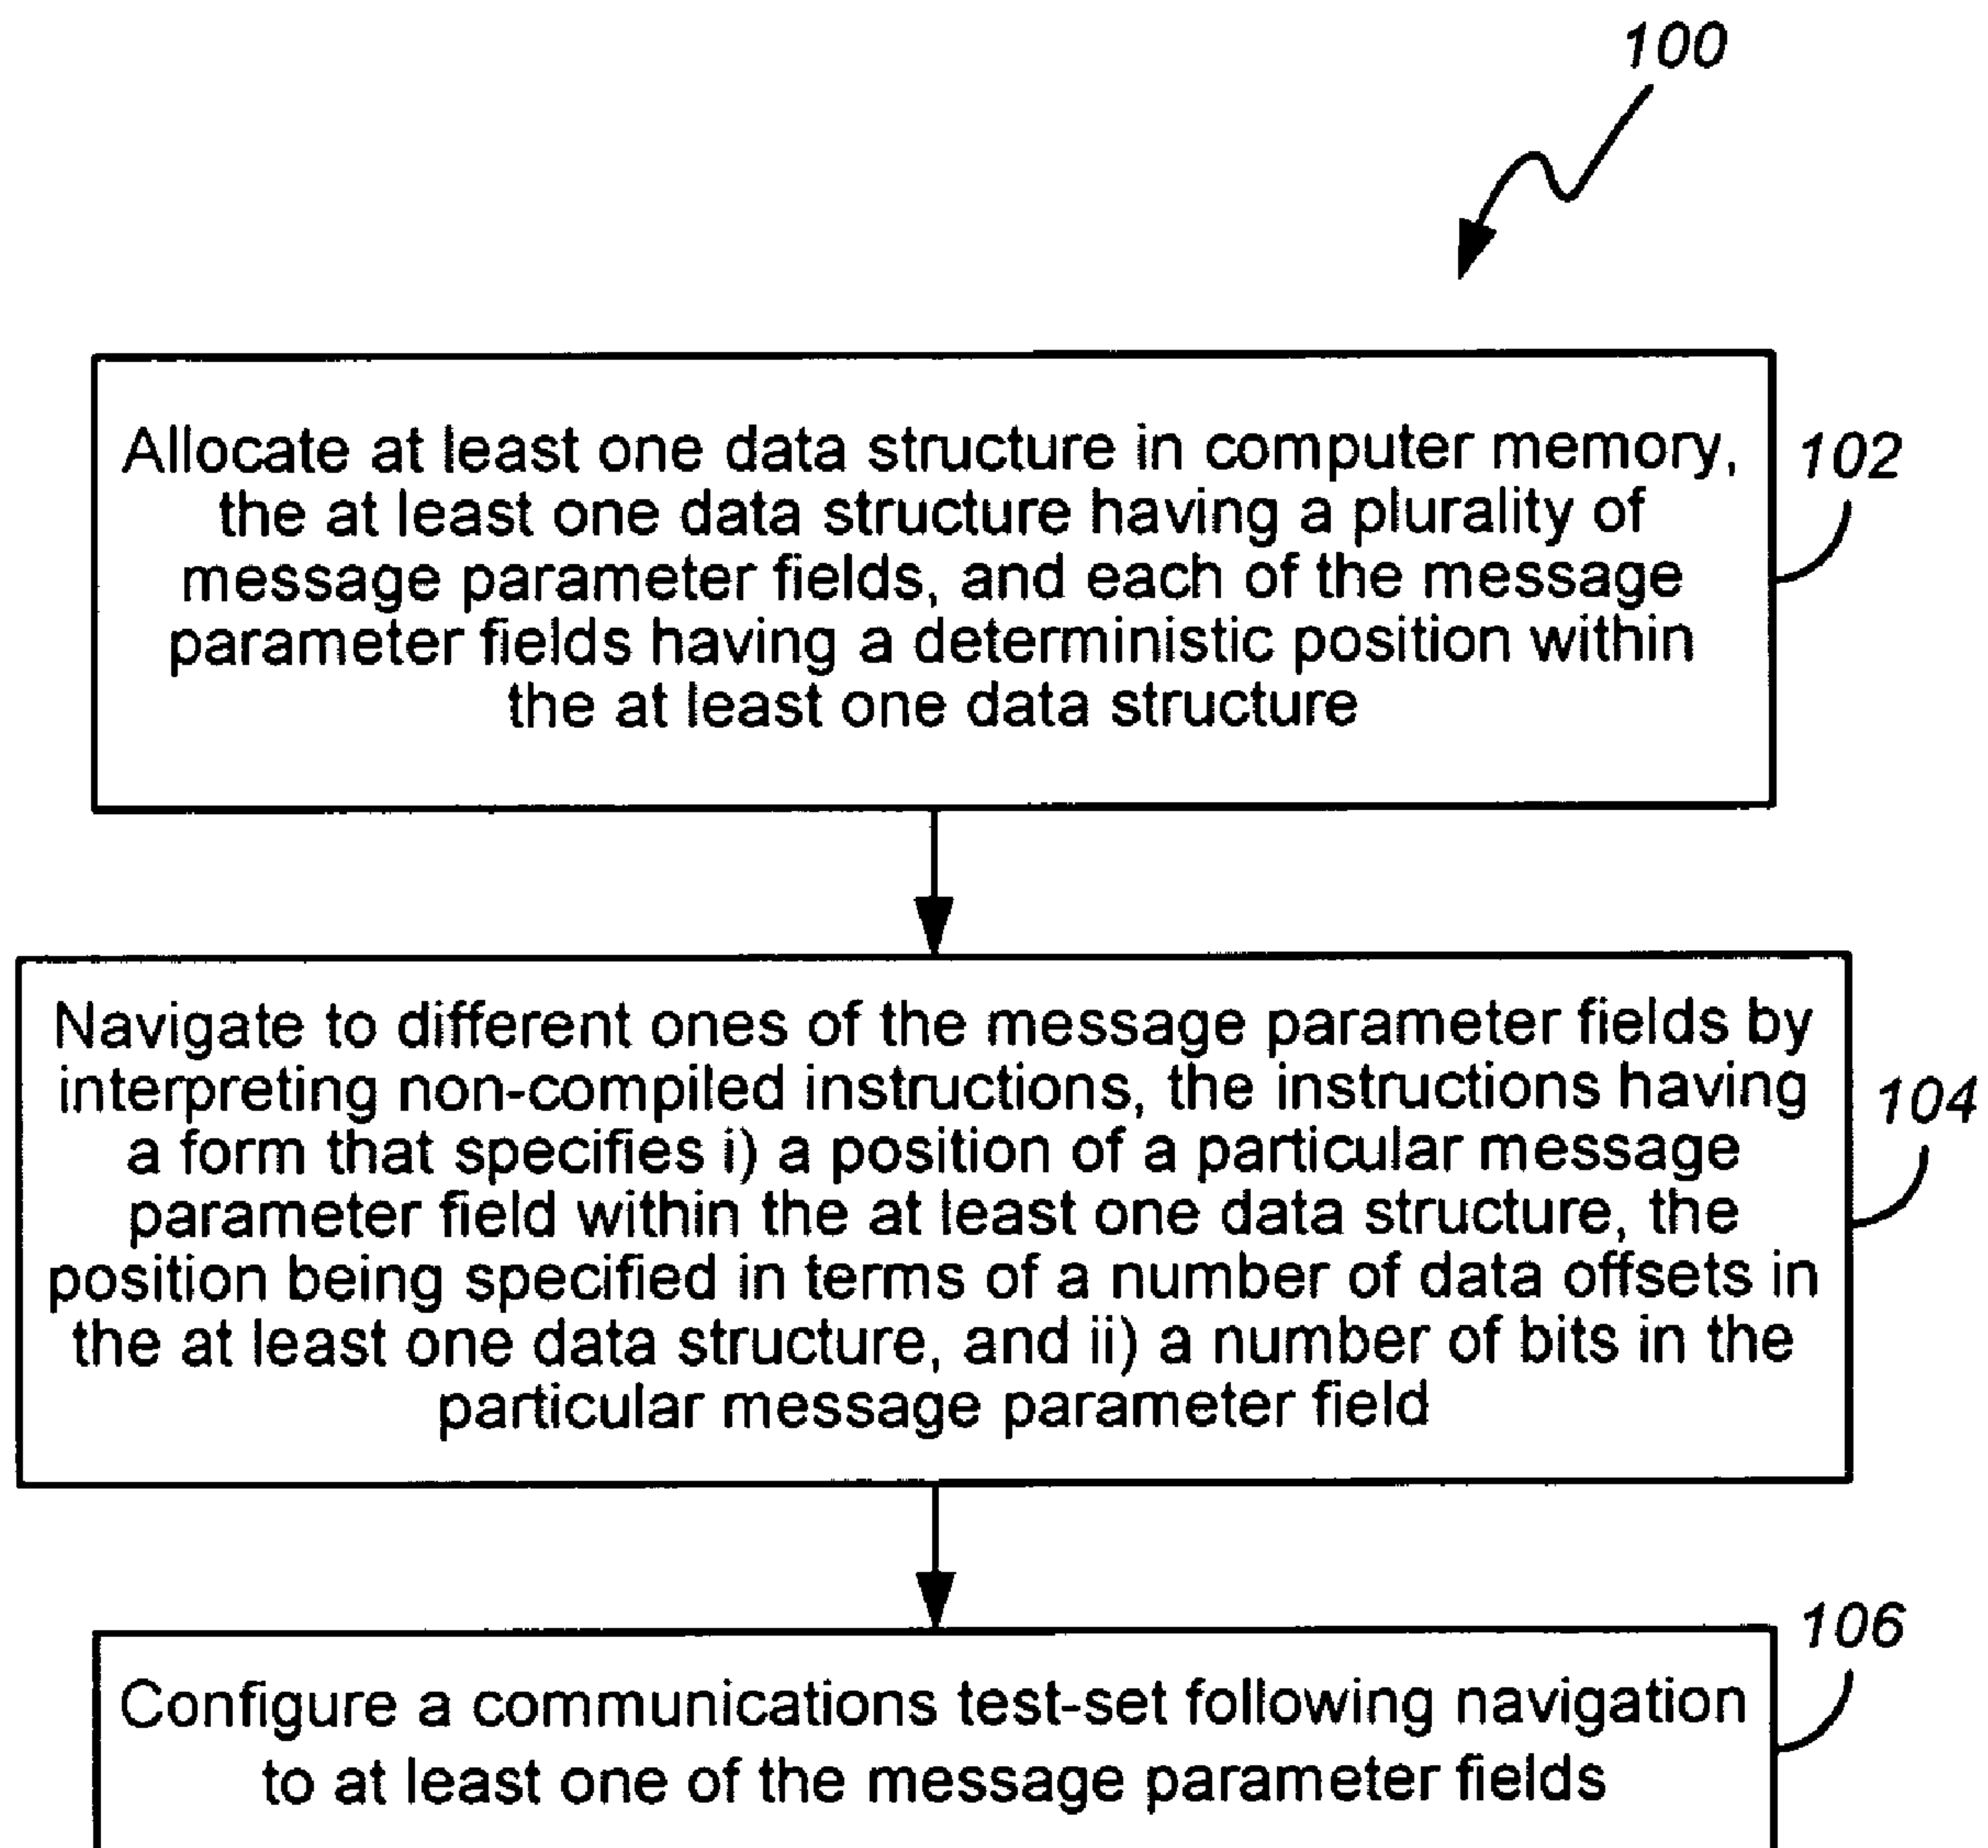 100
Allocate at least one data structure in computer memory,
the at least one data structure having a plurality of
message parameter fields, and each of the message
parameter fields having a deterministic position within
the at least one data structure
102
Navigate to different ones of the message parameter fields by
interpreting non-compiled instructions, the instructions having
a form that specifies i) a position of a particular message
parameter field within the at least one data structure, the
position being specified in terms of a number of data offsets in
the at least one data structure, and ii) a number of bits in the
particular message parameter field
104
Configure a communications test-set following navigation
to at least one of the message parameter fields
106